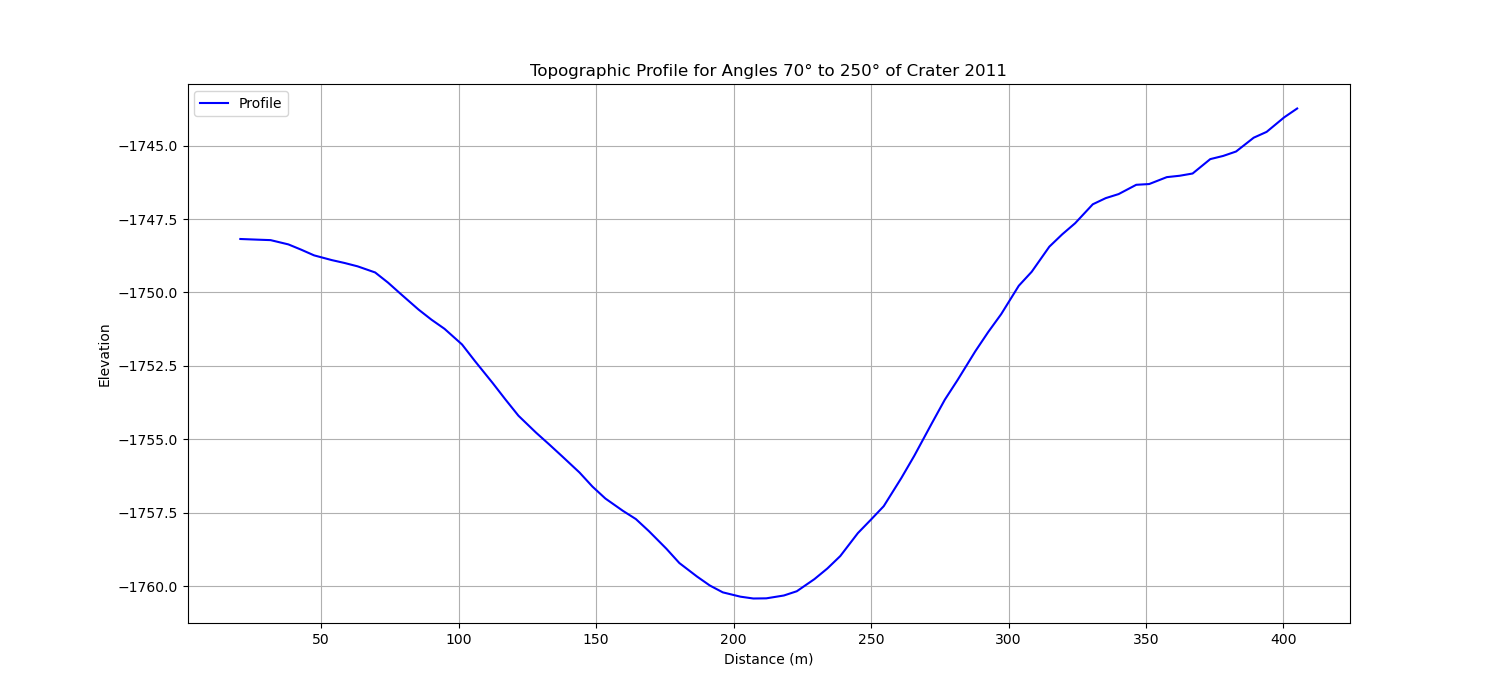 Topographic Profile for Angles 70° to 250° of Crater 2011
Profile
−1745.0
−1747.5
−1750.0
−1752.5
−1755.0
−1757.5
−1760.0
Elevation
50 100 150 200 250 300 350 400
Distance (m)